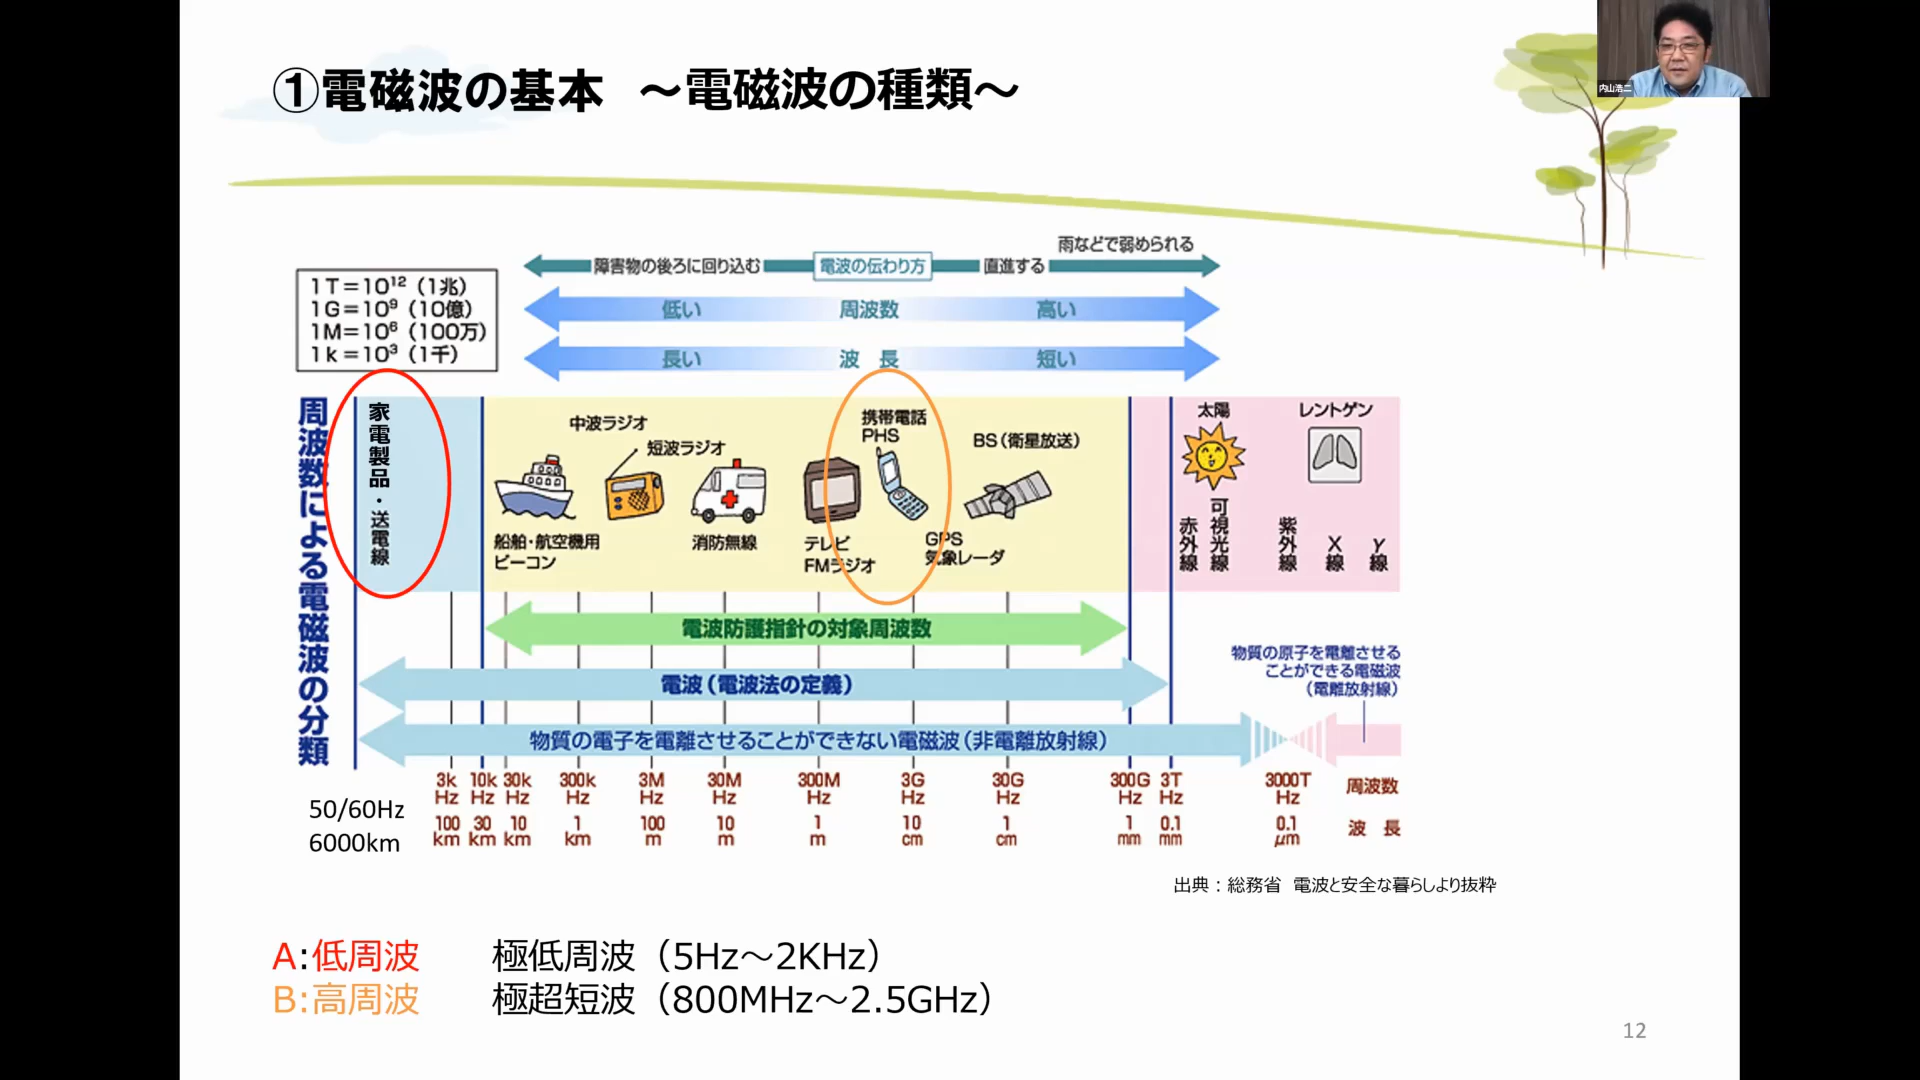 ①電磁波の基本　～電磁波の種類～
内山浩二
雨などで弱められる
障害物の後ろに回り込む
電波の伝わり方
直進する
1T＝10¹²（1兆）
1G＝10⁹（10億）
1M＝10⁶（100万）
1k＝10³（1千）
低い
周波数
高い
長い
波　長
短い
周波数による電磁波の分類
家電製品・送電線
中波ラジオ
短波ラジオ
携帯電話
PHS
BS（衛星放送）
太陽
レントゲン
船舶・航空機用
ビーコン
消防無線
テレビ
FMラジオ
GPS
気象レーダ
赤外線
可視光線
紫外線
X線
γ線
電波防護指針の対象周波数
電波（電波法の定義）
物質の原子を電離させる
ことができる電磁波
（電離放射線）
物質の電子を電離させることができない電磁波（非電離放射線）
3k 10k 30k 300k 3M 30M 300M 3G 30G 300G 3T 3000T
Hz Hz Hz Hz Hz Hz Hz Hz Hz Hz Hz Hz
周波数
50/60Hz
6000km
100 30 10 1 100 10 1 10 1 1 0.1 0.1
km km km km m m m cm cm mm mm μm
波　長
出典：総務省　電波と安全な暮らしより抜粋
A:低周波　極低周波（5Hz～2KHz）
B:高周波　極超短波（800MHz～2.5GHz）
12